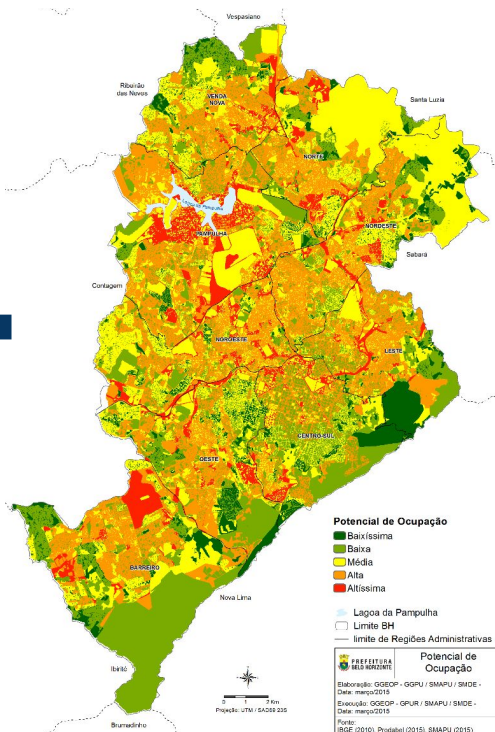 Vespasiano
Ribeirão
das Neves
Santa Luzia
VENDA
NOVA
NORTE
Lagoa da Pampulha
NORDESTE
PAMPULHA
Sabará
Contagem
NOROESTE
LESTE
CENTRO-SUL
OESTE
BARREIRO
Nova Lima
Ibirité
Brumadinho
0 1 2 Km
Projeção: UTM / SAD69 23S
Potencial de Ocupação
Baixíssima
Baixa
Média
Alta
Altíssima
Lagoa da Pampulha
Limite BH
limite de Regiões Administrativas
PREFEITURA
BELO HORIZONTE
Potencial de
Ocupação
Elaboração: GGEOP - GGPU / SMAPU / SMDE -
Data: março/2015
Execução: GGEOP - GPUR / SMAPU / SMDE -
Data: março/2015
Fonte:
IBGE (2010), Prodabel (2015), SMAPU (2015)